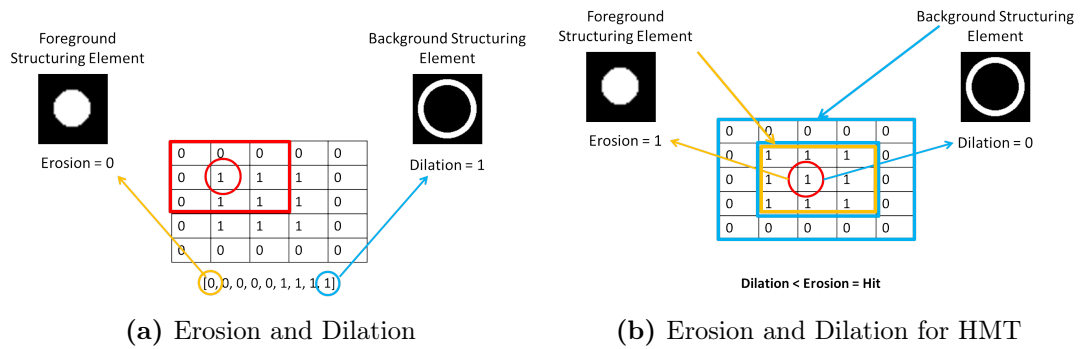 Foreground
Structuring Element
Background Structuring
Element
Erosion = 0
Dilation = 1
0 0 0 0 0
0 1 1 1 0
0 1 1 1 0
0 1 1 1 0
0 0 0 0 0
[0, 0, 0, 0, 0, 1, 1, 1, 1]
(a) Erosion and Dilation
Foreground
Structuring Element
Background Structuring
Element
Erosion = 1
Dilation = 0
0 0 0 0 0
0 1 1 1 0
0 1 1 1 0
0 1 1 1 0
0 0 0 0 0
Dilation < Erosion = Hit
(b) Erosion and Dilation for HMT